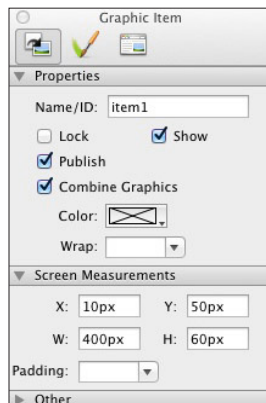 Graphic Item
Properties
Name/ID: item1
Lock Show
Publish
Combine Graphics
Color:
Wrap:
Screen Measurements
X: 10px Y: 50px
W: 400px H: 60px
Padding:
Other